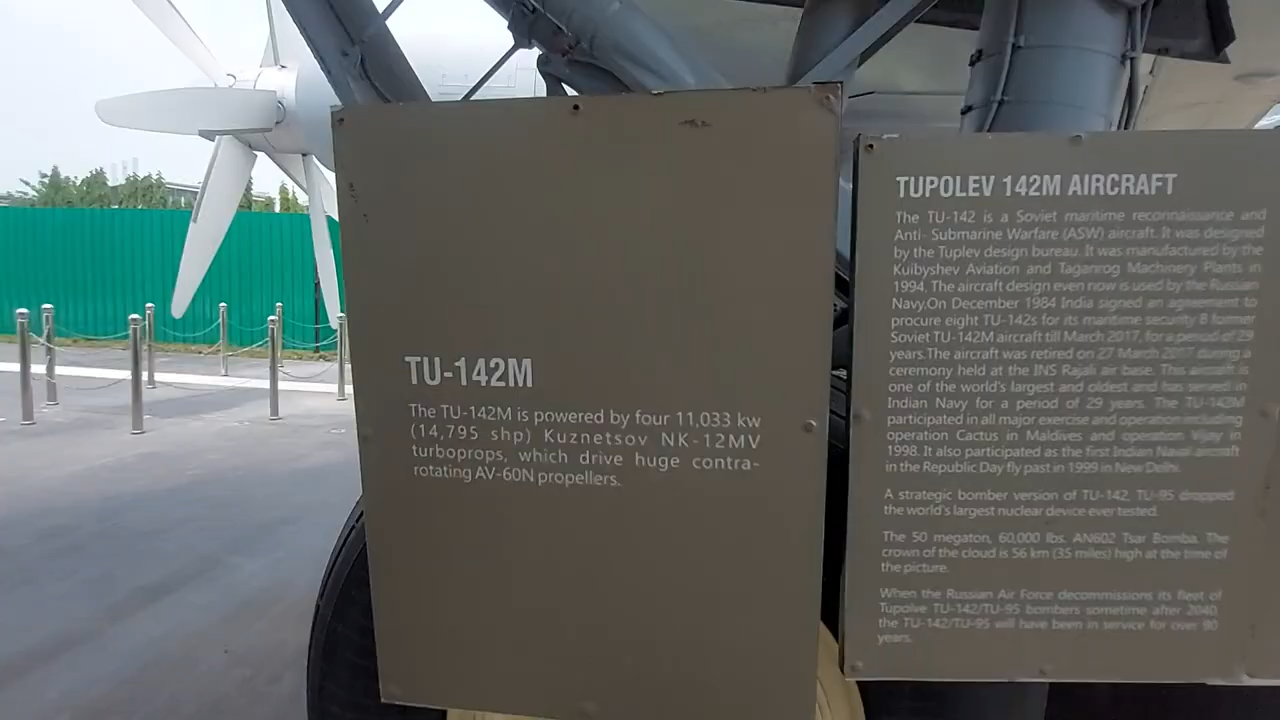 TU-142M
The TU-142M is powered by four 11,033 kw
(14,795 shp) Kuznetsov NK-12MV
turboprops, which drive huge contra-
rotating AV-60N propellers.
TUPOLEV 142M AIRCRAFT
The TU-142 is a Soviet maritime reconnaissance and
Anti- Submarine Warfare (ASW) aircraft. It was designed
by the Tuplev design bureau. It was manufactured by the
Kuibyshev Aviation and Taganrog Machinery Plants in
1994. The aircraft design even now is used by the Russian
Navy.On December 1984 India signed an agreement to
procure eight TU-142s for its maritime security 8 former
Soviet TU-142M aircraft till March 2017, for a period of 29
years.The aircraft was retired on 27 March 2017 during a
ceremony held at the INS Rajali air base. This aircraft is
one of the world's largest and oldest and has served in
Indian Navy for a period of 29 years. The TU-142M
participated in all major exercise and operation including
operation Cactus in Maldives and operation Vijay in
1998. It also participated as the first Indian Naval aircraft
in the Republic Day fly past in 1999 in New Delhi.
A strategic bomber version of TU-142, TU-95 dropped
the world's largest nuclear device ever tested.
The 50 megaton, 60,000 lbs. AN602 Tsar Bomba. The
crown of the cloud is 56 km (35 miles) high at the time of
the picture.
When the Russian Air Force decommissions its fleet of
Tupolve TU-142/TU-95 bombers sometime after 2040
the TU-142/TU-95 will have been in service for over 90
years.